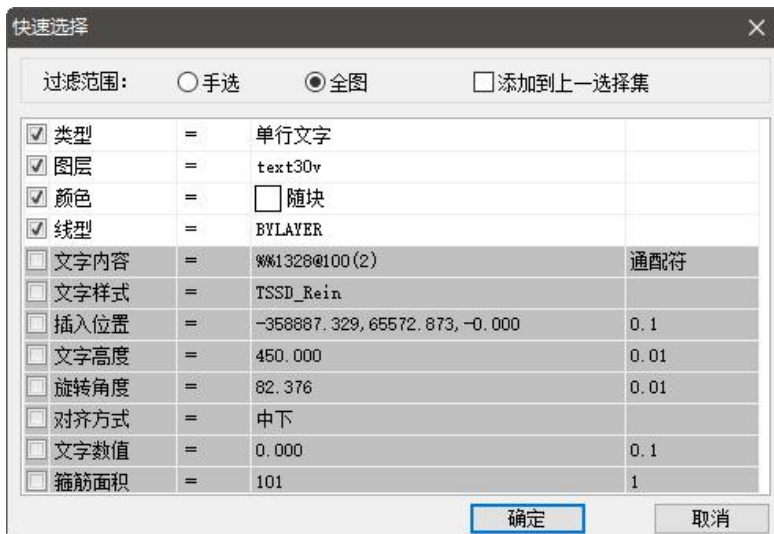 快速选择
过滤范围: 手选 全图 添加到上一选择集
类型 = 单行文字
图层 = text30v
颜色 = 随块
线型 = BYLAYER
文字内容 = %%1328@100(2) 通配符
文字样式 = TSSD_Rein
插入位置 = -358887.329,65572.873,-0.000 0.1
文字高度 = 450.000 0.01
旋转角度 = 82.376 0.01
对齐方式 = 中下
文字数值 = 0.000 0.1
箍筋面积 = 101 1
确定 取消